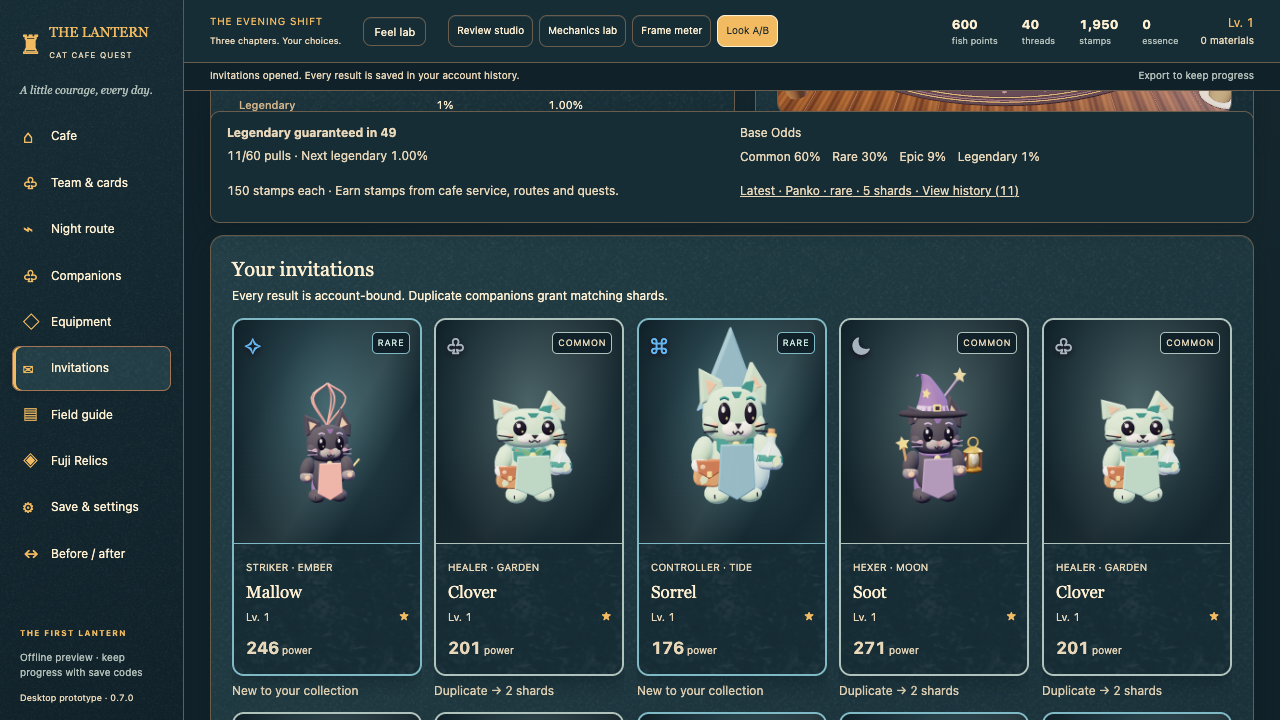 THE LANTERN
CAT CAFE QUEST
A little courage, every day.
Cafe
Team & cards
Night route
Companions
Equipment
Invitations
Field guide
Fuji Relics
Save & settings
Before / after
THE FIRST LANTERN
Offline preview · keep
progress with save codes
Desktop prototype · 0.7.0
THE EVENING SHIFT
Three chapters. Your choices.
Feel lab
Review studio
Mechanics lab
Frame meter
Look A/B
600
fish points
40
threads
1,950
stamps
0
essence
Lv. 1
0 materials
Invitations opened. Every result is saved in your account history.
Export to keep progress
Legendary 1% 1.00%
Legendary guaranteed in 49
11/60 pulls · Next legendary 1.00%
150 stamps each · Earn stamps from cafe service, routes and quests.
Base Odds
Common 60% Rare 30% Epic 9% Legendary 1%
Latest · Panko · rare · 5 shards · View history (11)
Your invitations
Every result is account-bound. Duplicate companions grant matching shards.
RARE
STRIKER · EMBER
Mallow
Lv. 1
246 power
New to your collection
COMMON
HEALER · GARDEN
Clover
Lv. 1
201 power
Duplicate → 2 shards
RARE
CONTROLLER · TIDE
Sorrel
Lv. 1
176 power
New to your collection
COMMON
HEXER · MOON
Soot
Lv. 1
271 power
Duplicate → 2 shards
COMMON
HEALER · GARDEN
Clover
Lv. 1
201 power
Duplicate → 2 shards